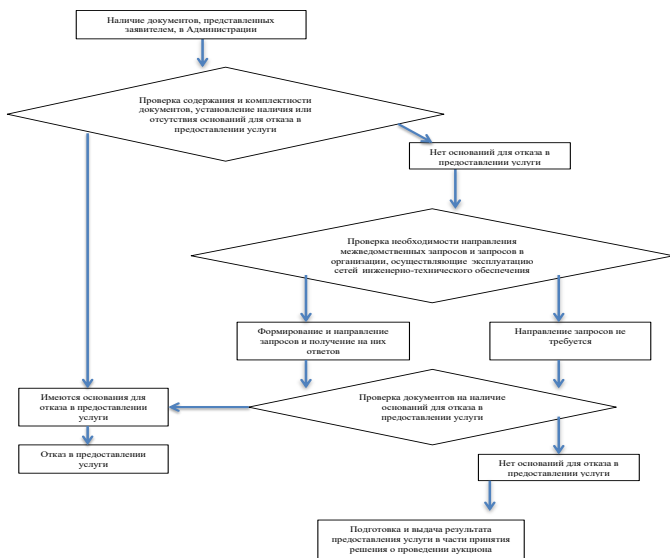 Наличие документов, представленных
заявителем, в Администрации
Проверка содержания и комплектности
документов, установление наличия или
отсутствия оснований для отказа в
предоставлении услуги
Нет оснований для отказа в
предоставлении услуги
Проверка необходимости направления
межведомственных запросов и запросов в
организации, осуществляющие эксплуатацию
сетей инженерно-технического обеспечения
Формирование и направление
запросов и получение на них
ответов
Направление запросов не
требуется
Имеются основания для
отказа в предоставлении
услуги
Проверка документов на наличие
оснований для отказа в
предоставлении услуги
Отказ в предоставлении
услуги
Нет оснований для отказа в
предоставлении услуги
Подготовка и выдача результата
предоставления услуги в части принятия
решения о проведении аукциона